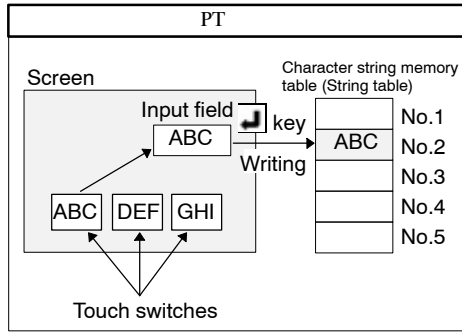 PT
Screen
Character string memory
table (String table)
Input field
key
ABC
Writing
ABC
No.1
No.2
No.3
No.4
No.5
ABC
DEF
GHI
Touch switches